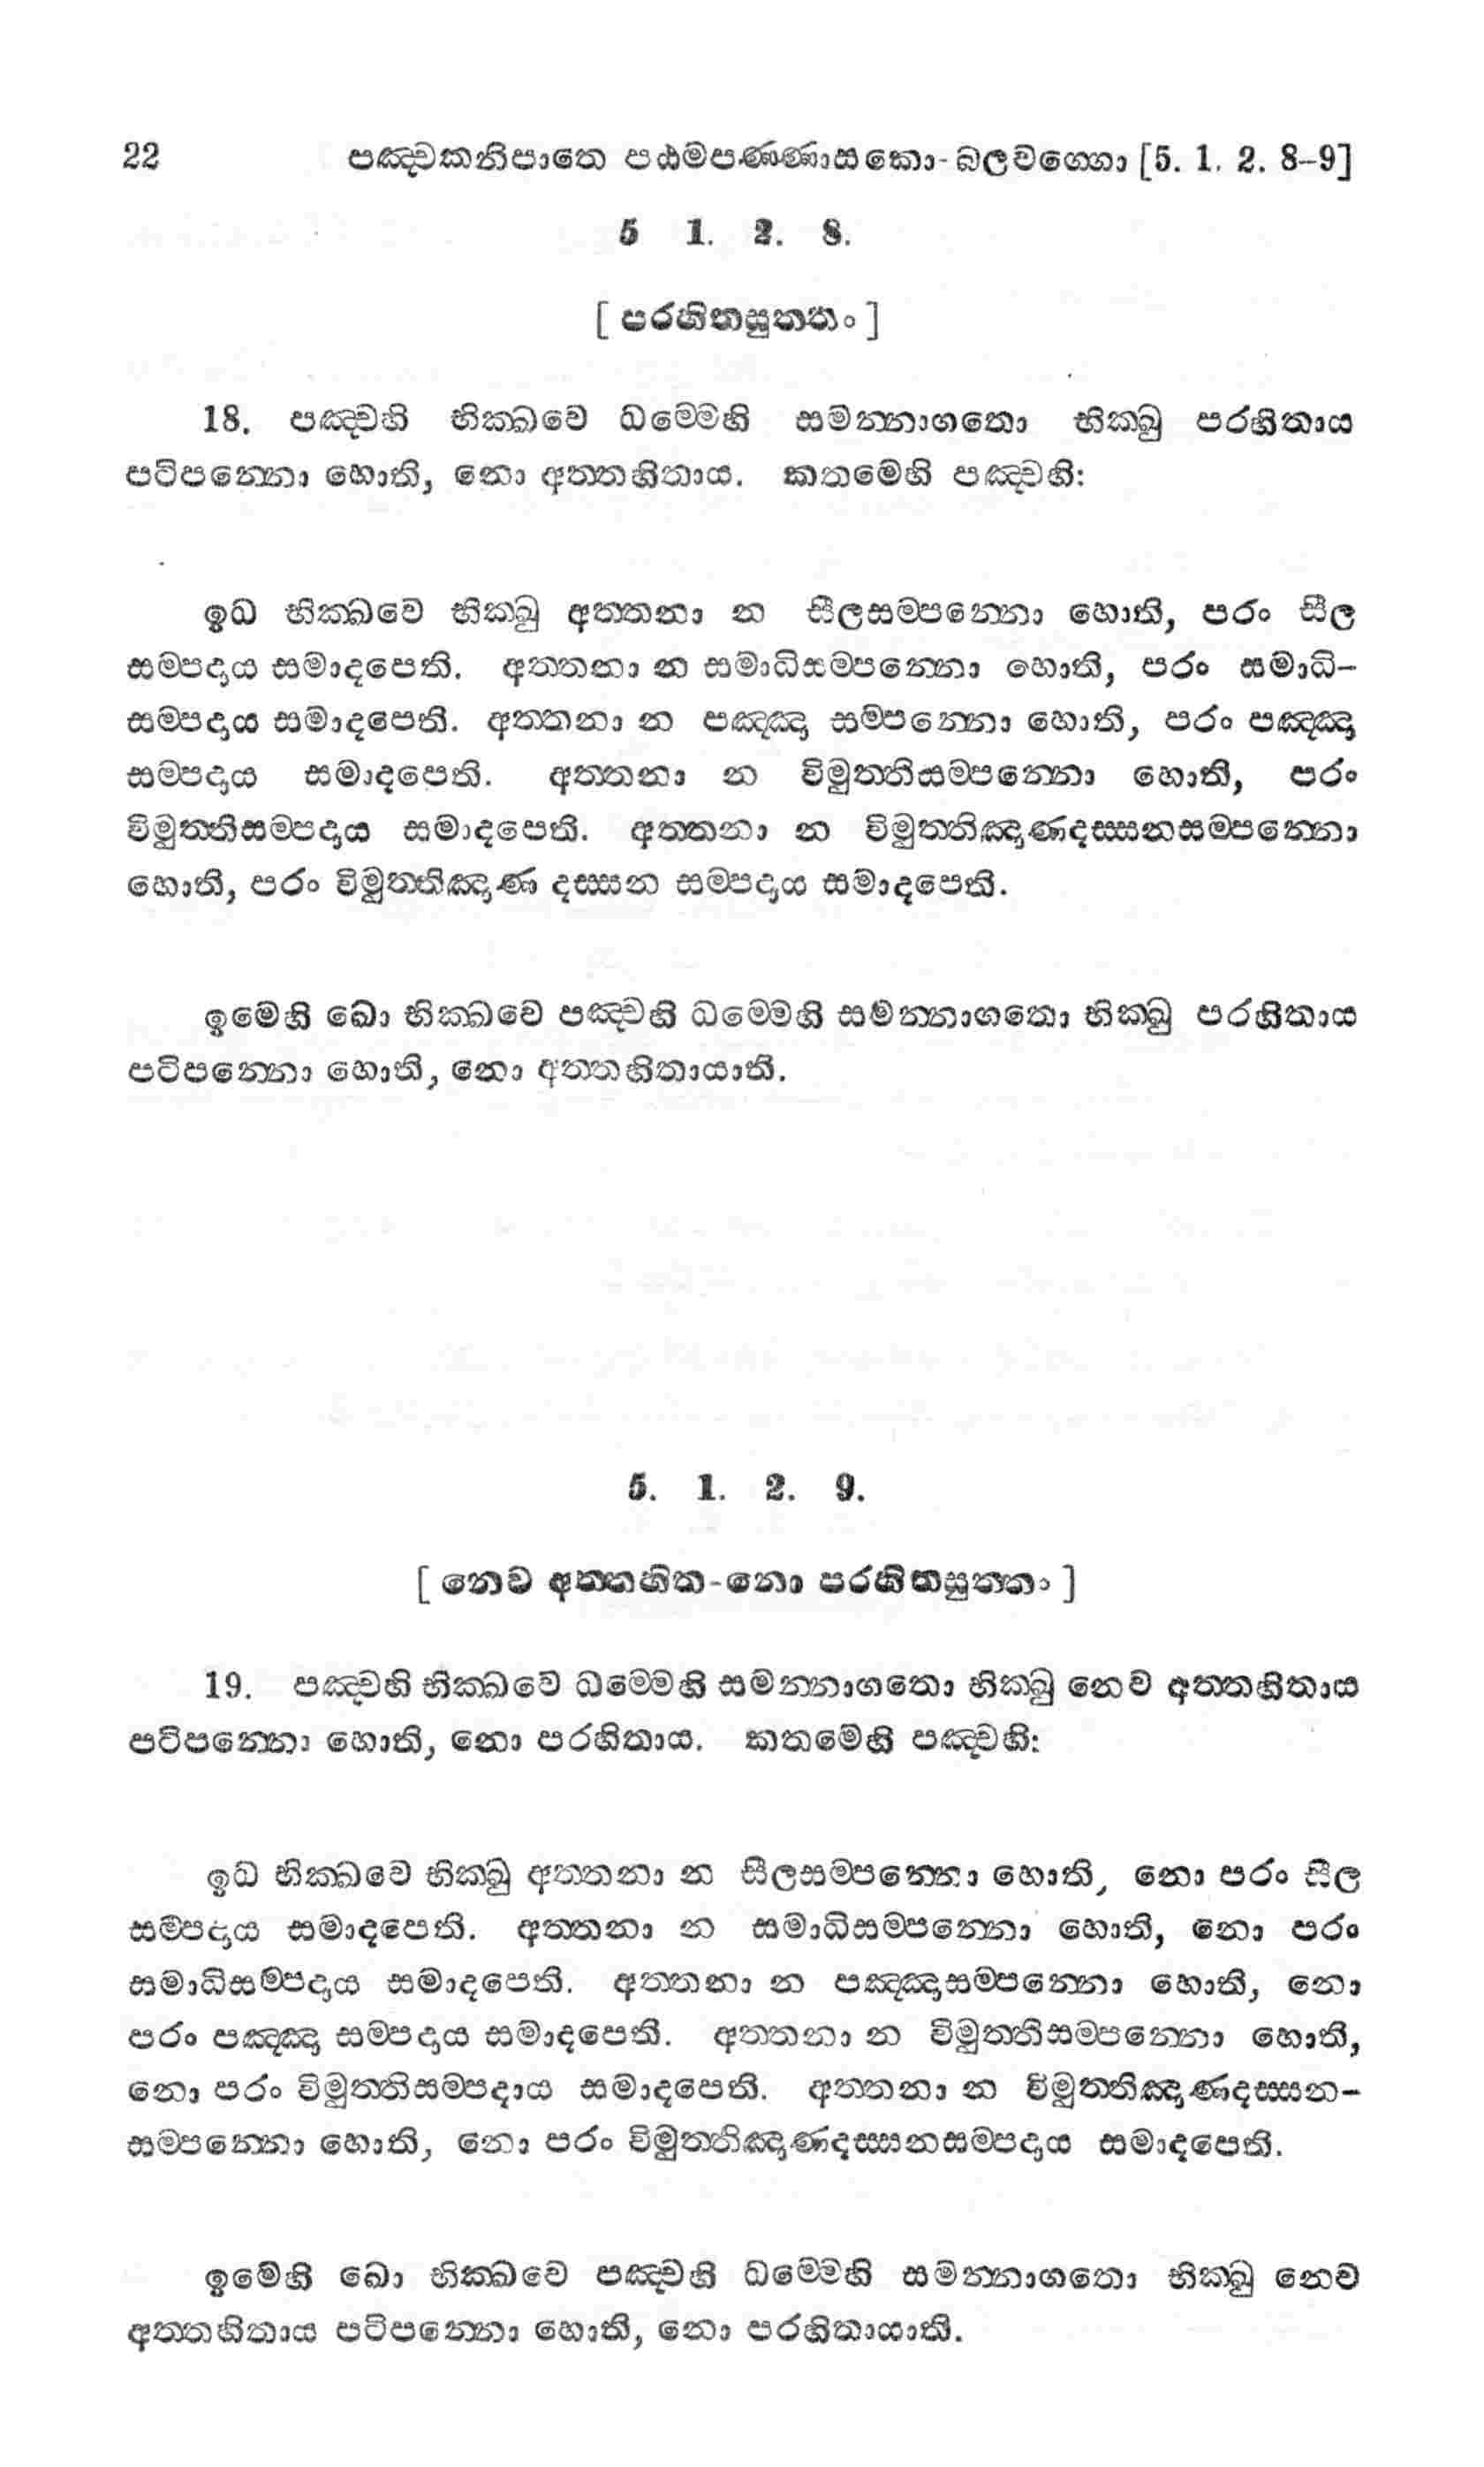 22 පඤ්චකනිපාතෙ පඨමපණ්ණාසකො-බලවග්ගො [5. 1. 2. 8-9]
5 1. 2. 8.
[ පරහිතසුත්තං ]
18. පඤ්චහි භික්ඛවෙ ධම්මෙහි සමන්නාගතො භික්ඛු පරහිතාය
පටිපන්නො හොති, නො අත්තහිතාය. කතමෙහි පඤ්චහි:
ඉධ භික්ඛවෙ භික්ඛු අත්තනා න සීලසම්පන්නො හොති, පරං සීල
සම්පදාය සමාදපෙති. අත්තනා න සමාධිසම්පන්නො හොති, පරං සමාධි-
සම්පදාය සමාදපෙති. අත්තනා න පඤ්ඤා සම්පන්නො හොති, පරං පඤ්ඤා
සම්පදාය සමාදපෙති. අත්තනා න විමුත්තිසම්පන්නො හොති, පරං
විමුත්තිසම්පදාය සමාදපෙති. අත්තනා න විමුත්තිඤාණදස්සනසම්පන්නො
හොති, පරං විමුත්තිඤාණ දස්සන සම්පදාය සමාදපෙති.
ඉමෙහි ඛො භික්ඛවෙ පඤ්චහි ධම්මෙහි සමන්නාගතො භික්ඛු පරහිතාය
පටිපන්නො හොති, නො අත්තහිතායාති.
5. 1. 2. 9.
[ නෙව අත්තහිත-නො පරහිතසුත්තං ]
19. පඤ්චහි භික්ඛවෙ ධම්මෙහි සමන්නාගතො භික්ඛු නෙව අත්තහිතාය
පටිපන්නො හොති, නො පරහිතාය. කතමෙහි පඤ්චහි:
ඉධ භික්ඛවෙ භික්ඛු අත්තනා න සීලසම්පන්නො හොති, නො පරං සීල
සම්පදාය සමාදපෙති. අත්තනා න සමාධිසම්පන්නො හොති, නො පරං
සමාධිසම්පදාය සමාදපෙති. අත්තනා න පඤ්ඤාසම්පන්නො හොති, නො
පරං පඤ්ඤා සම්පදාය සමාදපෙති. අත්තනා න විමුත්තිසම්පන්නො හොති,
නො පරං විමුත්තිසම්පදාය සමාදපෙති. අත්තනා න විමුත්තිඤාණදස්සන-
සම්පන්නො හොති, නො පරං විමුත්තිඤාණදස්සනසම්පදාය සමාදපෙති.
ඉමෙහි ඛො භික්ඛවෙ පඤ්චහි ධම්මෙහි සමන්නාගතො භික්ඛු නෙව
අත්තහිතාය පටිපන්නො හොති, නො පරහිතායාති.